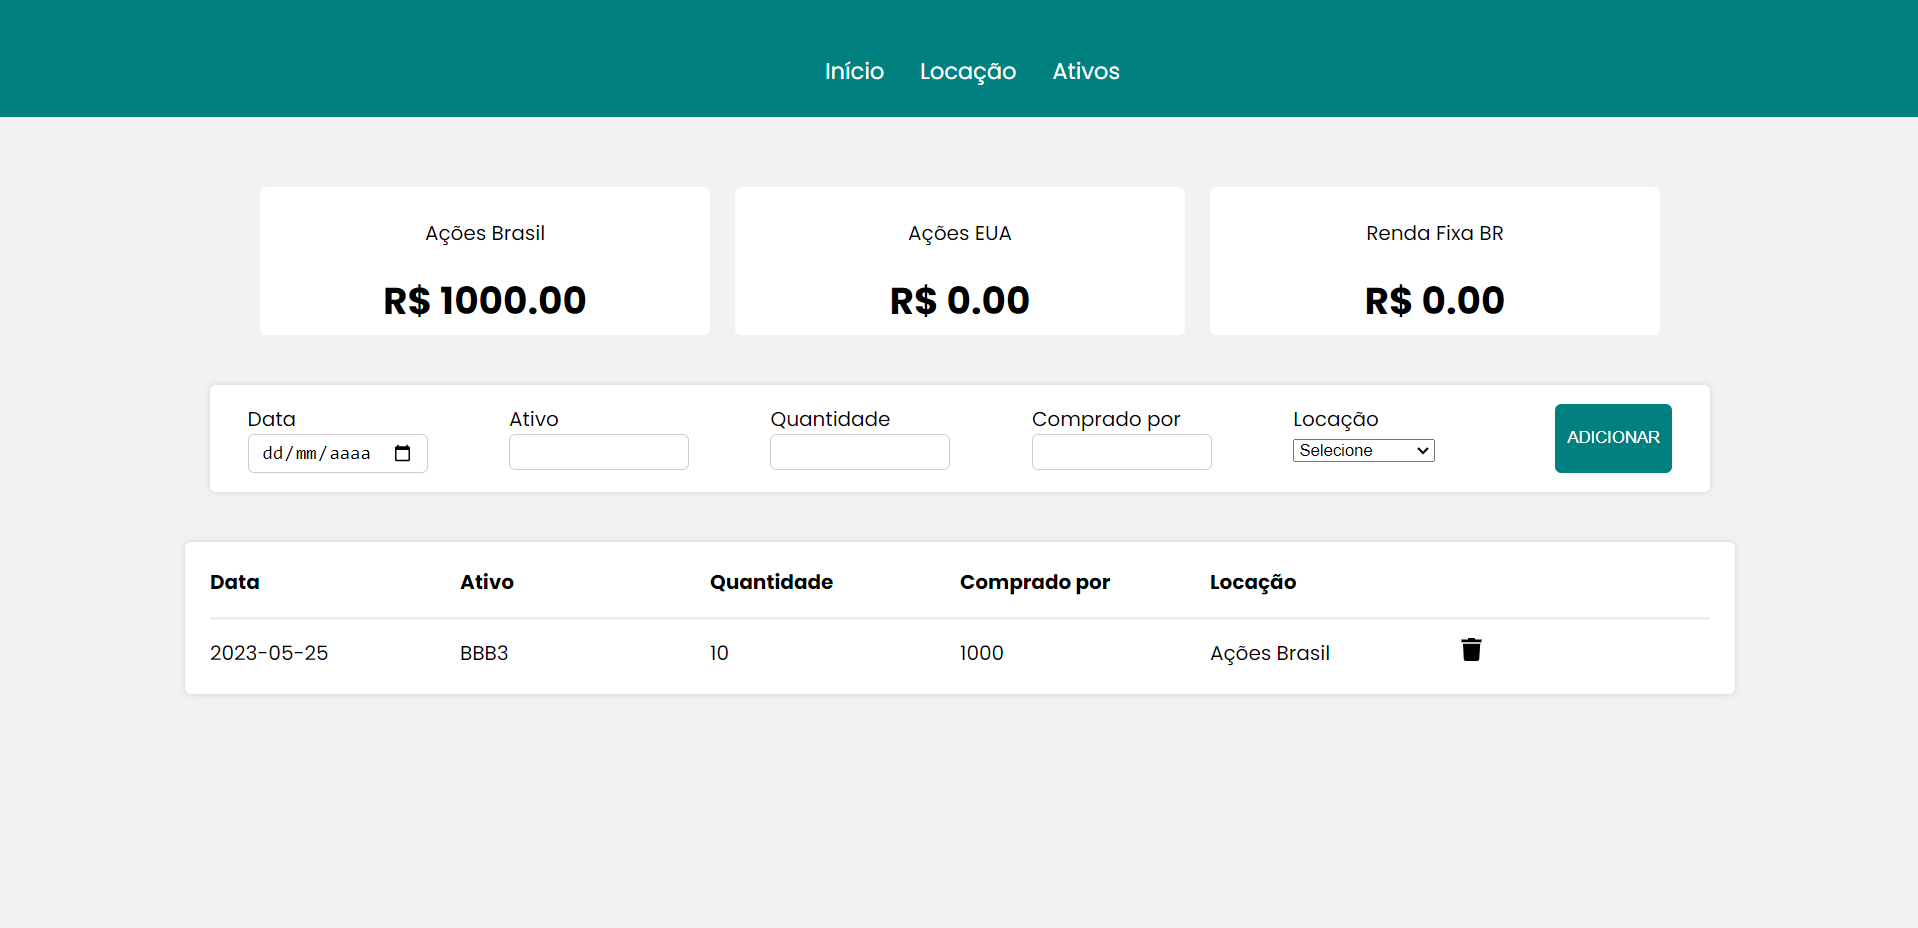 Início Locação Ativos
Ações Brasil
R$ 1000.00
Ações EUA
R$ 0.00
Renda Fixa BR
R$ 0.00
Data
dd/mm/aaaa
Ativo
Quantidade
Comprado por
Locação
Selecione
ADICIONAR
Data Ativo Quantidade Comprado por Locação
2023-05-25 BBB3 10 1000 Ações Brasil